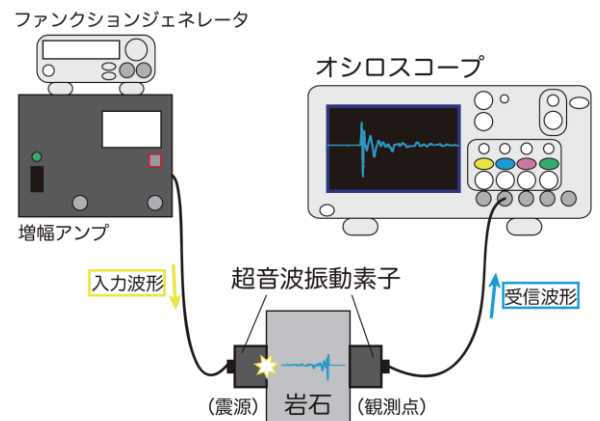 ファンクションジェネレータ
オシロスコープ
増幅アンプ
入力波形
超音波振動素子
受信波形
(震源)
岩石
(観測点)